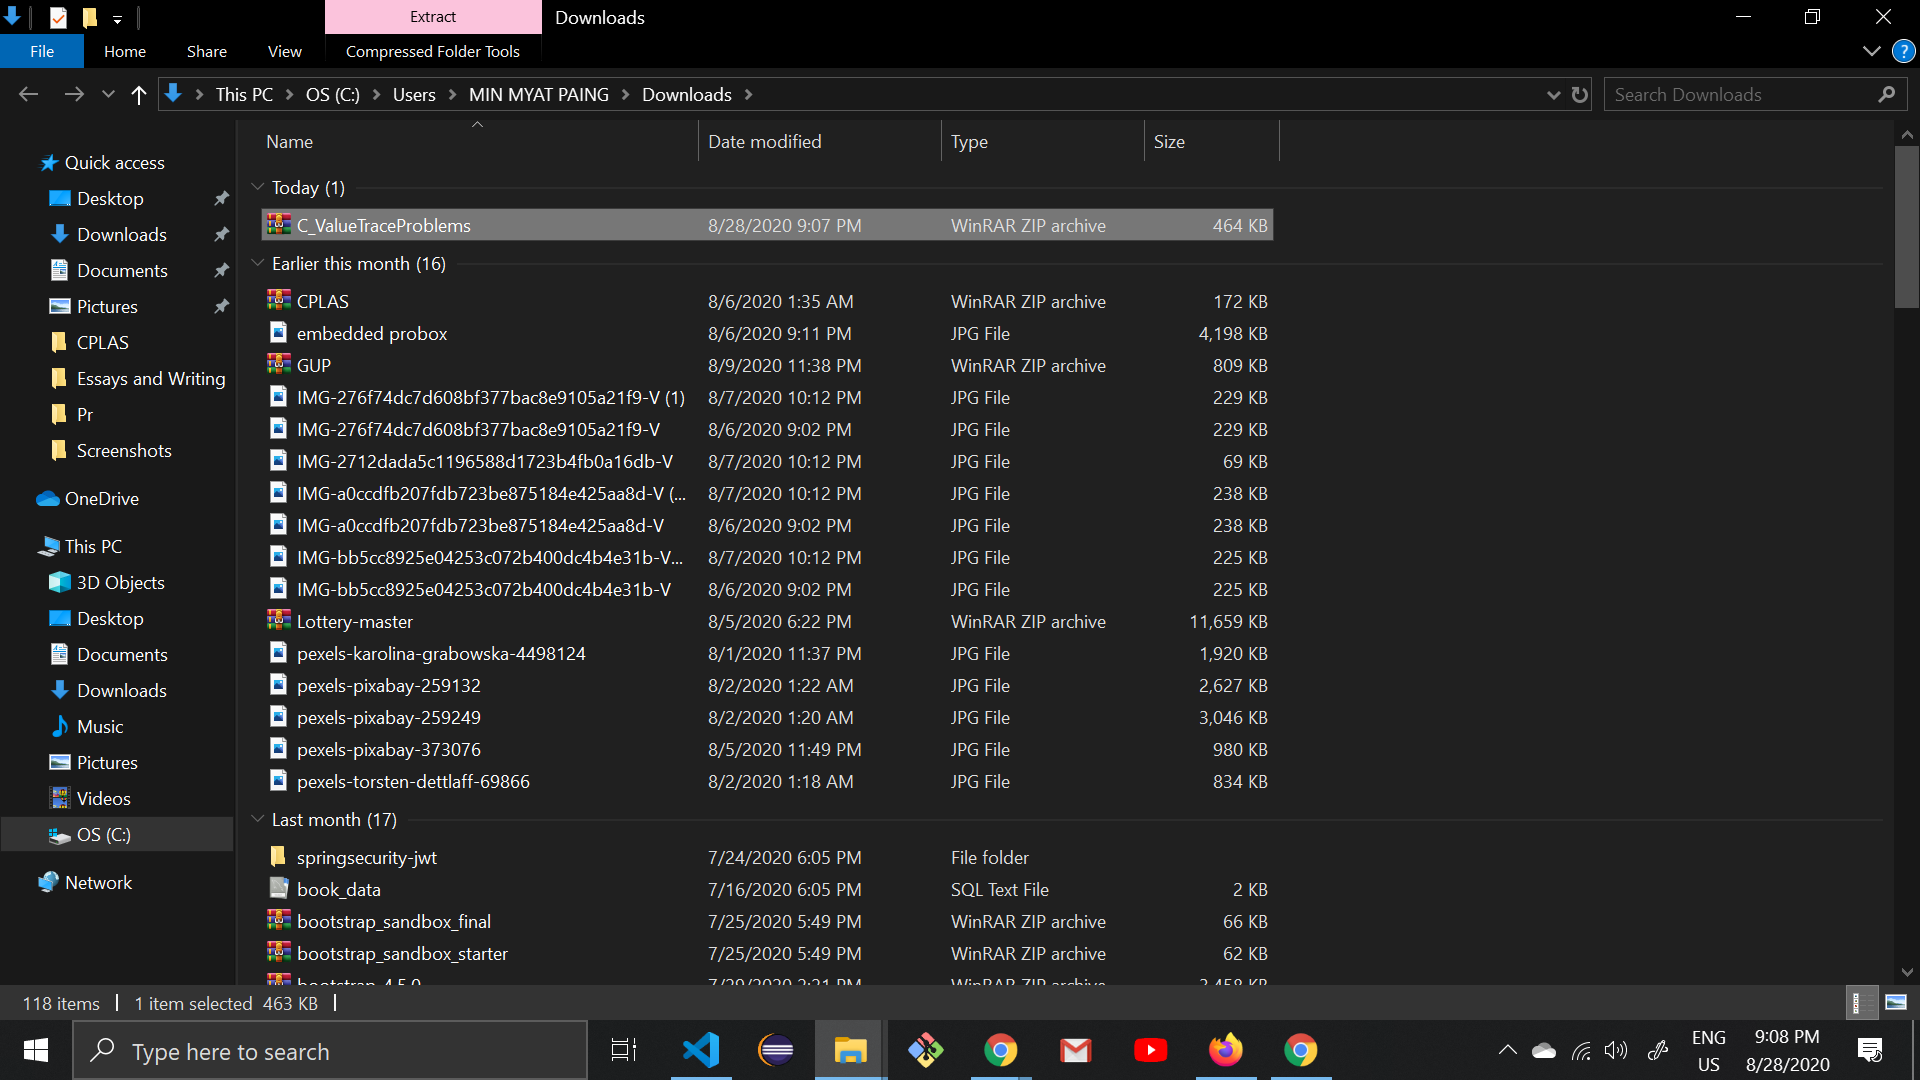 Extract
Downloads
File
Home
Share
View
Compressed Folder Tools
This PC
OS (C:)
Users
MIN MYAT PAING
Downloads
Search Downloads
Name
Date modified
Type
Size
Quick access
Desktop
Downloads
Documents
Pictures
CPLAS
Essays and Writing
Pr
Screenshots
OneDrive
This PC
3D Objects
Desktop
Documents
Downloads
Music
Pictures
Videos
OS (C:)
Network
Today (1)
C_ValueTraceProblems 8/28/2020 9:07 PM WinRAR ZIP archive 464 KB
Earlier this month (16)
CPLAS 8/6/2020 1:35 AM WinRAR ZIP archive 172 KB
embedded probox 8/6/2020 9:11 PM JPG File 4,198 KB
GUP 8/9/2020 11:38 PM WinRAR ZIP archive 809 KB
IMG-276f74dc7d608bf377bac8e9105a21f9-V (1) 8/7/2020 10:12 PM JPG File 229 KB
IMG-276f74dc7d608bf377bac8e9105a21f9-V 8/6/2020 9:02 PM JPG File 229 KB
IMG-2712dada5c1196588d1723b4fb0a16db-V 8/7/2020 10:12 PM JPG File 69 KB
IMG-a0ccdfb207fdb723be875184e425aa8d-V (... 8/7/2020 10:12 PM JPG File 238 KB
IMG-a0ccdfb207fdb723be875184e425aa8d-V 8/6/2020 9:02 PM JPG File 238 KB
IMG-bb5cc8925e04253c072b400dc4b4e31b-V... 8/7/2020 10:12 PM JPG File 225 KB
IMG-bb5cc8925e04253c072b400dc4b4e31b-V 8/6/2020 9:02 PM JPG File 225 KB
Lottery-master 8/5/2020 6:22 PM WinRAR ZIP archive 11,659 KB
pexels-karolina-grabowska-4498124 8/1/2020 11:37 PM JPG File 1,920 KB
pexels-pixabay-259132 8/2/2020 1:22 AM JPG File 2,627 KB
pexels-pixabay-259249 8/2/2020 1:20 AM JPG File 3,046 KB
pexels-pixabay-373076 8/5/2020 11:49 PM JPG File 980 KB
pexels-torsten-dettlaff-69866 8/2/2020 1:18 AM JPG File 834 KB
Last month (17)
springsecurity-jwt 7/24/2020 6:05 PM File folder
book_data 7/16/2020 6:05 PM SQL Text File 2 KB
bootstrap_sandbox_final 7/25/2020 5:49 PM WinRAR ZIP archive 66 KB
bootstrap_sandbox_starter 7/25/2020 5:49 PM WinRAR ZIP archive 62 KB
118 items
1 item selected 463 KB
Type here to search
ENG
US
9:08 PM
8/28/2020